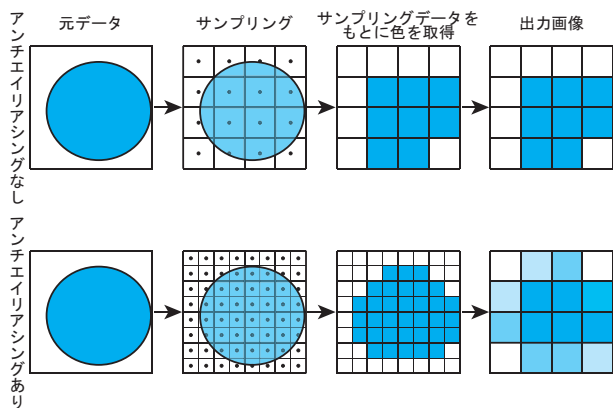 元データ
サンプリング
サンプリングデータを
もとに色を取得
出力画像
アンチエイリアシングなし
アンチエイリアシングあり